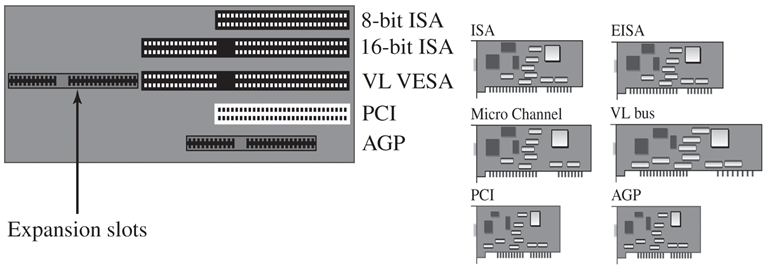 8-bit ISA
16-bit ISA
VL VESA
PCI
AGP
Expansion slots
ISA
EISA
Micro Channel
VL bus
PCI
AGP